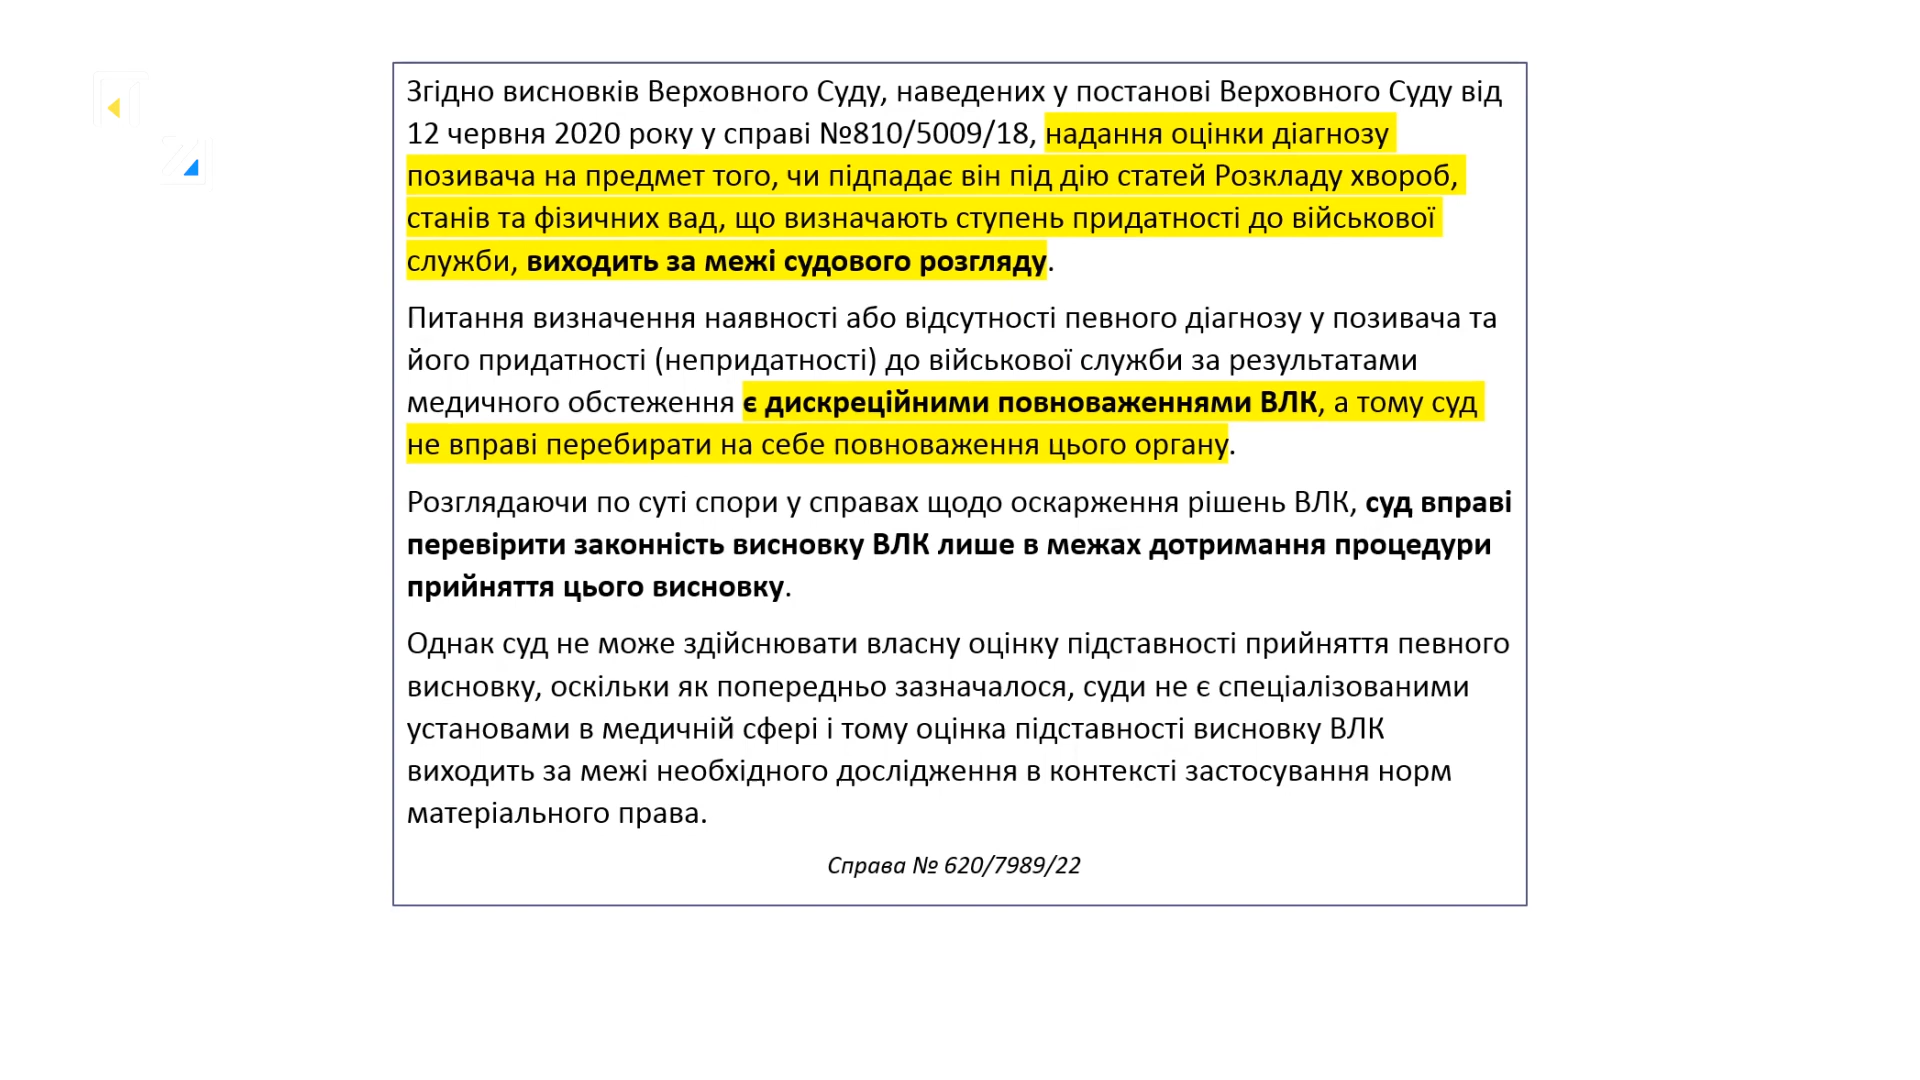 Згідно висновків Верховного Суду, наведених у постанові Верховного Суду від
12 червня 2020 року у справі №810/5009/18, надання оцінки діагнозу
позивача на предмет того, чи підпадає він під дію статей Розкладу хвороб,
станів та фізичних вад, що визначають ступень придатності до військової
служби, виходить за межі судового розгляду.
Питання визначення наявності або відсутності певного діагнозу у позивача та
його придатності (непридатності) до військової служби за результатами
медичного обстеження є дискреційними повноваженнями ВЛК, а тому суд
не вправі перебирати на себе повноваження цього органу.
Розглядаючи по суті спори у справах щодо оскарження рішень ВЛК, суд вправі
перевірити законність висновку ВЛК лише в межах дотримання процедури
прийняття цього висновку.
Однак суд не може здійснювати власну оцінку підставності прийняття певного
висновку, оскільки як попередньо зазначалося, суди не є спеціалізованими
установами в медичній сфері і тому оцінка підставності висновку ВЛК
виходить за межі необхідного дослідження в контексті застосування норм
матеріального права.
Справа № 620/7989/22